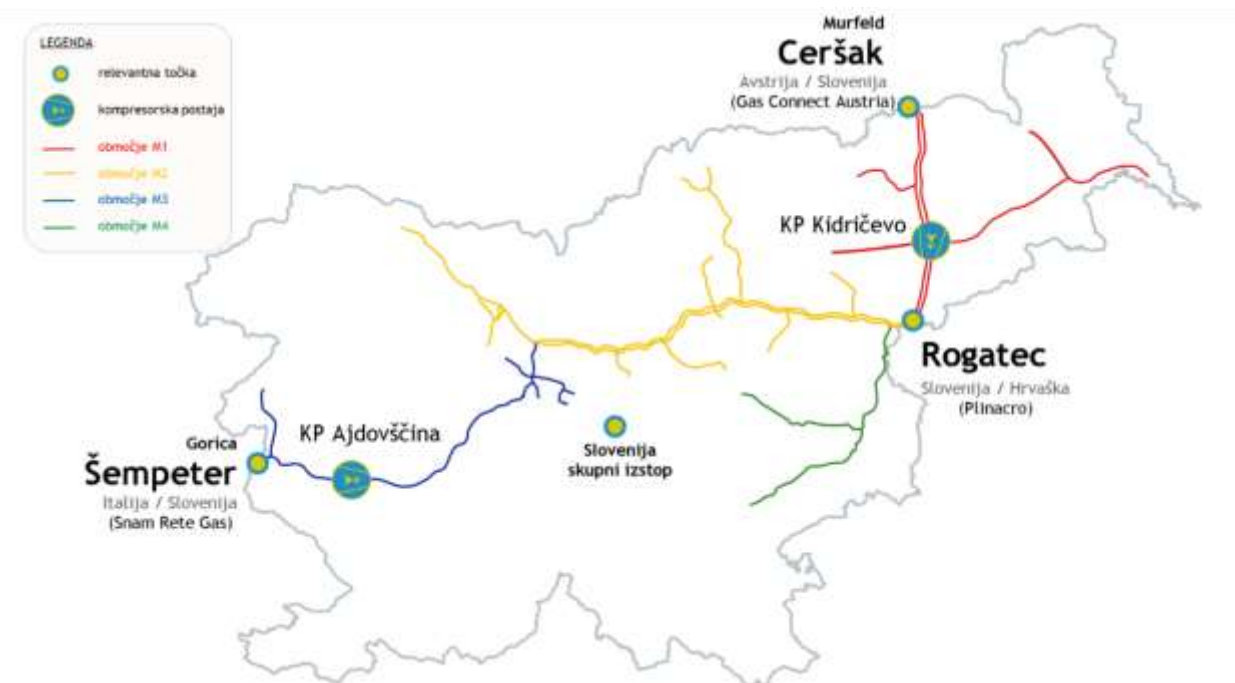 LEGENDA
relevantna točka
kompresorska postaja
območje M1
območje M2
območje M3
območje M4
Murfeld
Ceršak
Avstrija / Slovenija
(Gas Connect Austria)
KP Kidričevo
Rogatec
Slovenija / Hrvaška
(Plinacro)
KP Ajdovščina
Gorica
Šempeter
Italija / Slovenija
(Snam Rete Gas)
Slovenija
skupni izstop